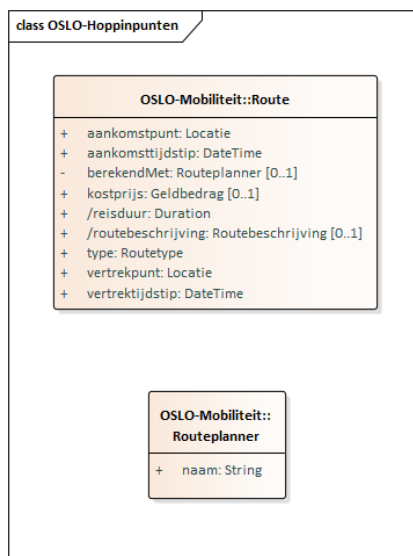 class OSLO-Hoppinpunten
OSLO-Mobiliteit::Route
+ aankomstpunt: Locatie
+ aankomsttijdstip: DateTime
- berekendMet: Routeplanner [0..1]
+ kostprijs: Geldbedrag [0..1]
+ /reisduur: Duration
+ /routebeschrijving: Routebeschrijving [0..1]
+ type: Routetype
+ vertrekpunt: Locatie
+ vertrektijdstip: DateTime
OSLO-Mobiliteit::
Routeplanner
+ naam: String